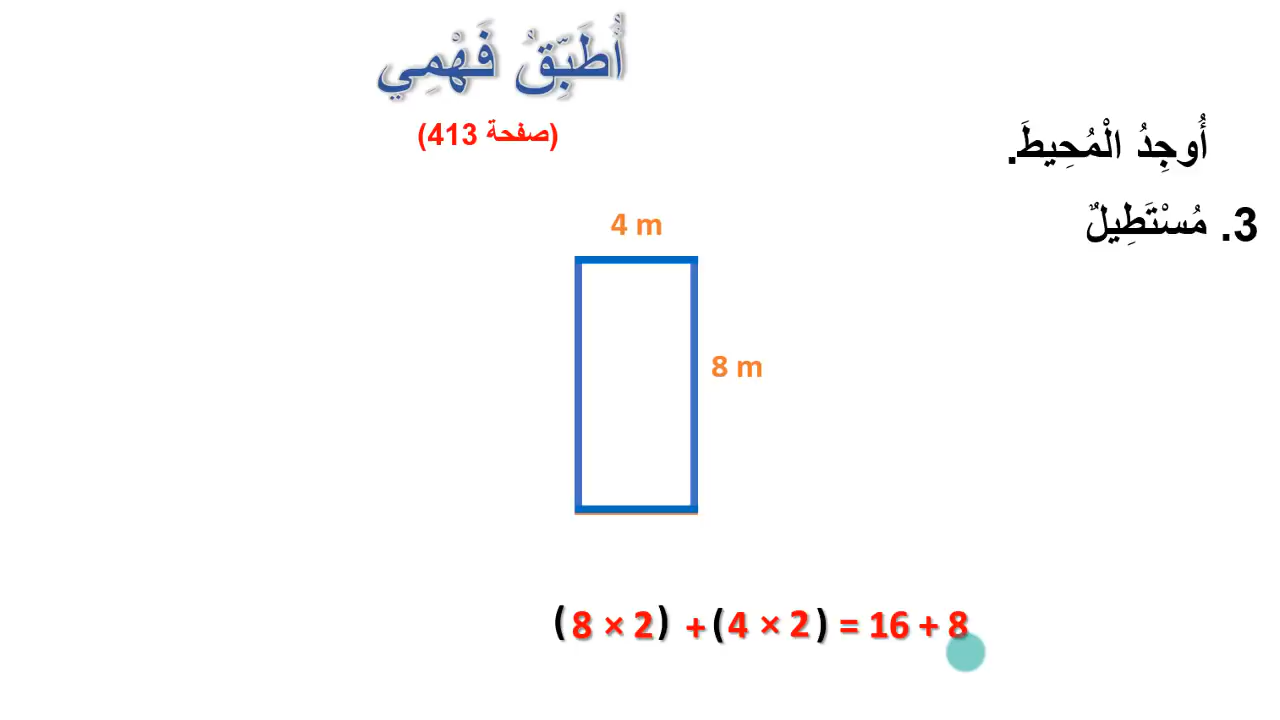 أُطَبِّقُ فَهْمِي
(صفحة 413)
أُوجِدُ الْمُحِيطَ.
3. مُسْتَطِيلٌ
4 m
8 m
(8 × 2) + (4 × 2) = 16 + 8